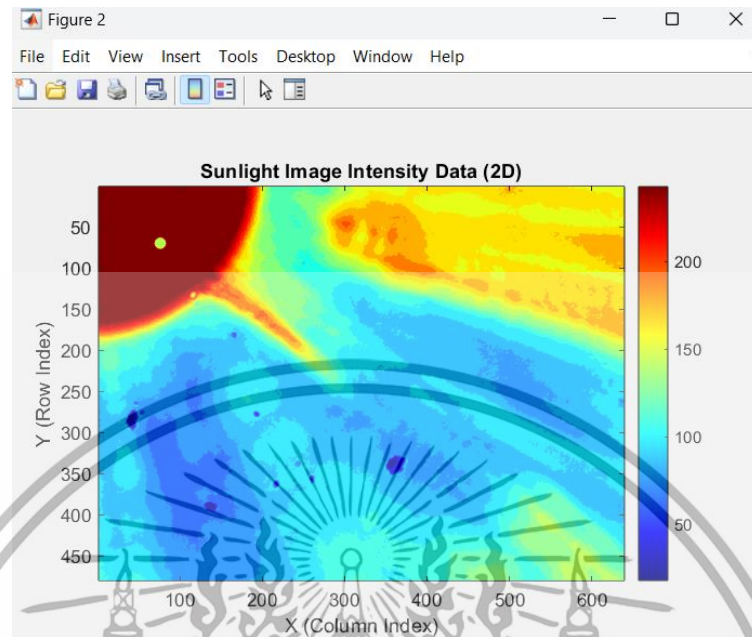 Figure 2
File Edit View Insert Tools Desktop Window Help
Sunlight Image Intensity Data (2D)
50
100
150
200
250
300
350
400
450
Y (Row Index)
100 200 300 400 500 600
X (Column Index)
200
150
100
50